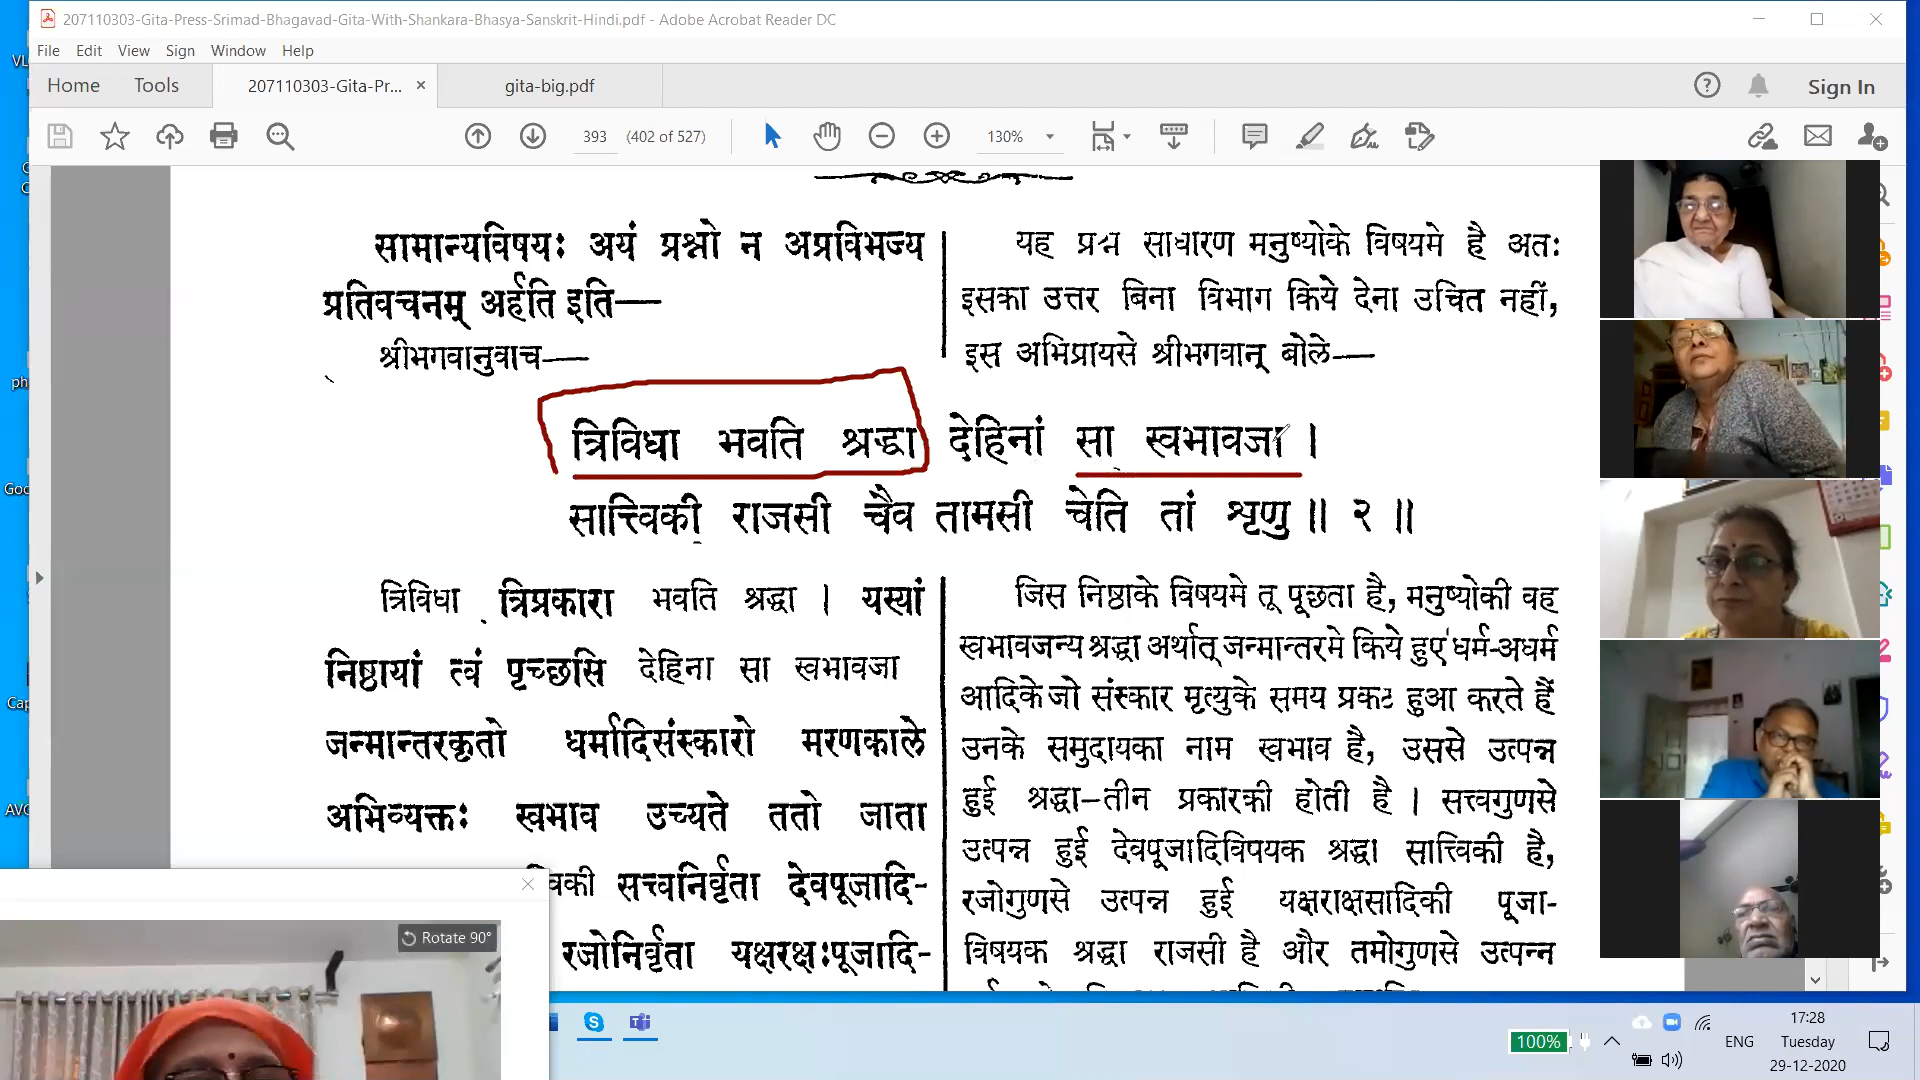 207110303-Gita-Press-Srimad-Bhagavad-Gita-With-Shankara-Bhasya-Sanskrit-Hindi.pdf - Adobe Acrobat Reader DC
File Edit View Sign Window Help
Home Tools 207110303-Gita-Pr... × gita-big.pdf Sign In
393 (402 of 527) 130%
सामान्यविषयः अयं प्रश्नो न अप्रविभज्य
प्रतिवचनम् अर्हति इति—
श्रीभगवानुवाच—
यह प्रश्न साधारण मनुष्योके विषयमे है अतः
इसका उत्तर बिना विभाग किये देना उचित नहीं,
इस अभिप्रायसे श्रीभगवान् बोले—
त्रिविधा भवति श्रद्धा देहिनां सा स्वभावजा ।
सात्त्विकी राजसी चैव तामसी चेति तां शृणु ॥ २ ॥
त्रिविधा त्रिप्रकारा भवति श्रद्धा । यस्यां
निष्ठायां त्वं पृच्छसि देहिना सा स्वभावजा
जन्मान्तरकृतो धर्मादिसंस्कारो मरणकाले
अभिव्यक्तः स्वभाव उच्यते ततो जाता
सत्त्वनिर्वृता देवपूजादि-
रजोनिर्वृता यक्षरक्षःपूजादि-
जिस निष्ठाके विषयमे तू पूछता है, मनुष्योकी वह
स्वभावजन्य श्रद्धा अर्थात् जन्मान्तरमे किये हुए धर्म-अधर्म
आदिके जो संस्कार मृत्युके समय प्रकट हुआ करते हैं
उनके समुदायका नाम स्वभाव है, उससे उत्पन्न
हुई श्रद्धा—तीन प्रकारकी होती है । सत्त्वगुणसे
उत्पन्न हुई देवपूजादिविषयक श्रद्धा सात्त्विकी है,
रजोगुणसे उत्पन्न हुई यक्षराक्षसादिकी पूजा-
विषयक श्रद्धा राजसी है और तमोगुणसे उत्पन्न
Rotate 90°
100% ENG
17:28
Tuesday
29-12-2020